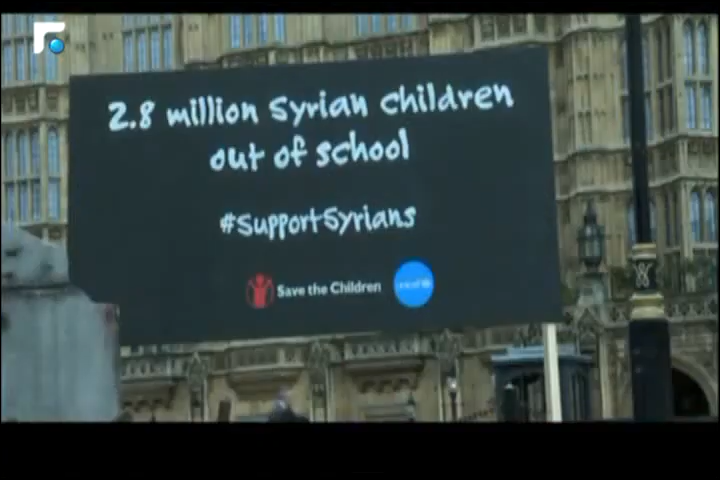 2.8 million Syrian children
out of school
#SupportSyrians
Save the Children
unicef